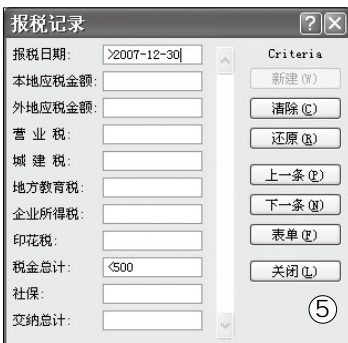 报税记录
报税日期: >2007-12-30 Criteria
本地应税金额: 新建(W)
外地应税金额: 清除(C)
营 业 税: 还原(R)
城 建 税:
地方教育税: 上一条(P)
企业所得税: 下一条(N)
印花税: 表单(F)
税金总计: <500 关闭(L)
社保:
交纳总计: ⑤